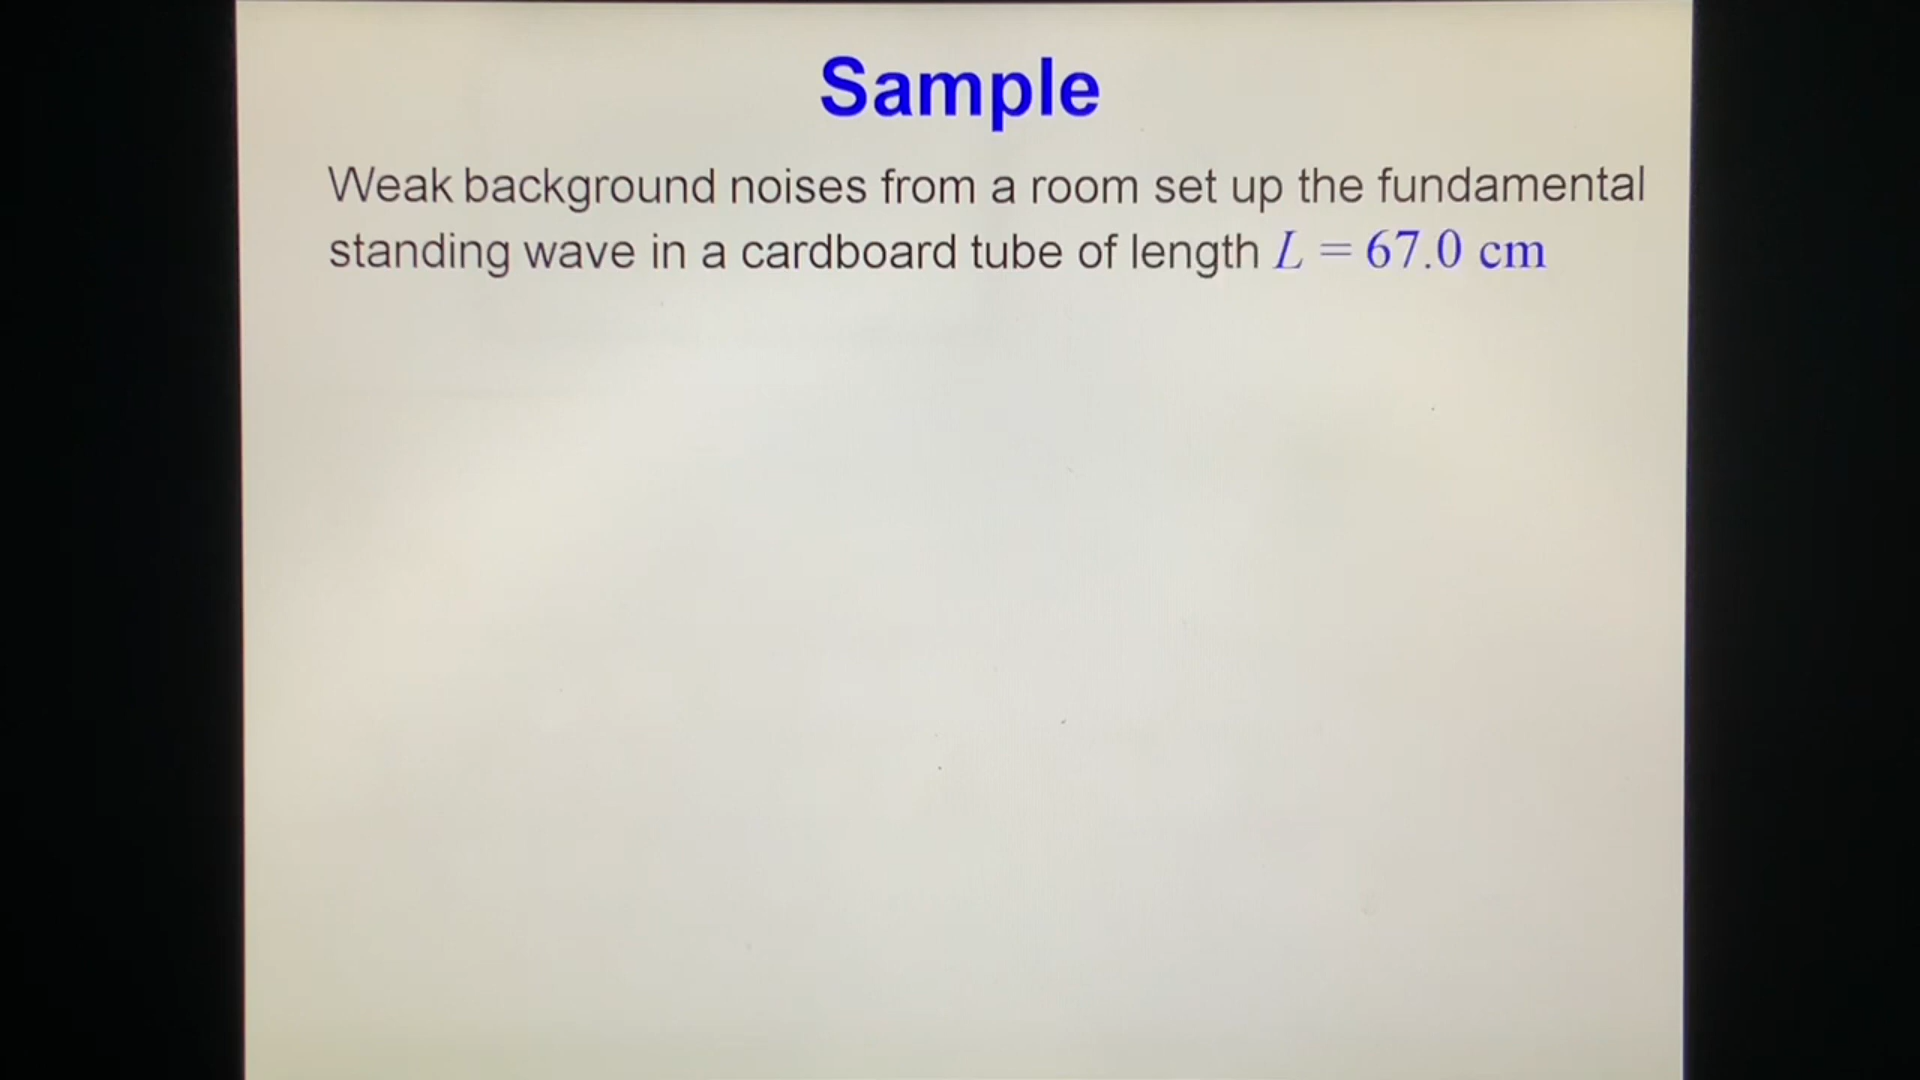 Sample
Weak background noises from a room set up the fundamental
standing wave in a cardboard tube of length L = 67.0 cm